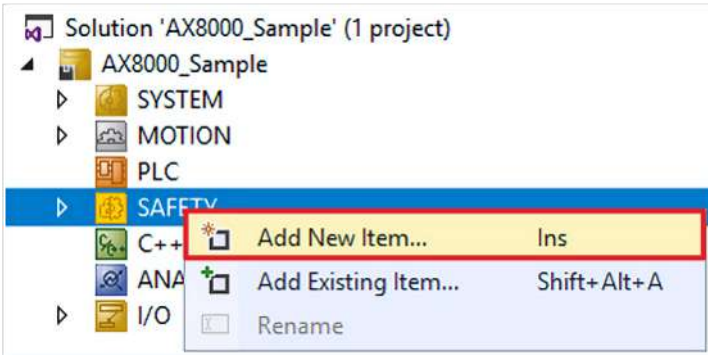 Solution 'AX8000_Sample' (1 project)
AX8000_Sample
SYSTEM
MOTION
PLC
SAFETY
Add New Item... Ins
C++
Add Existing Item... Shift+Alt+A
ANA
I/O
Rename